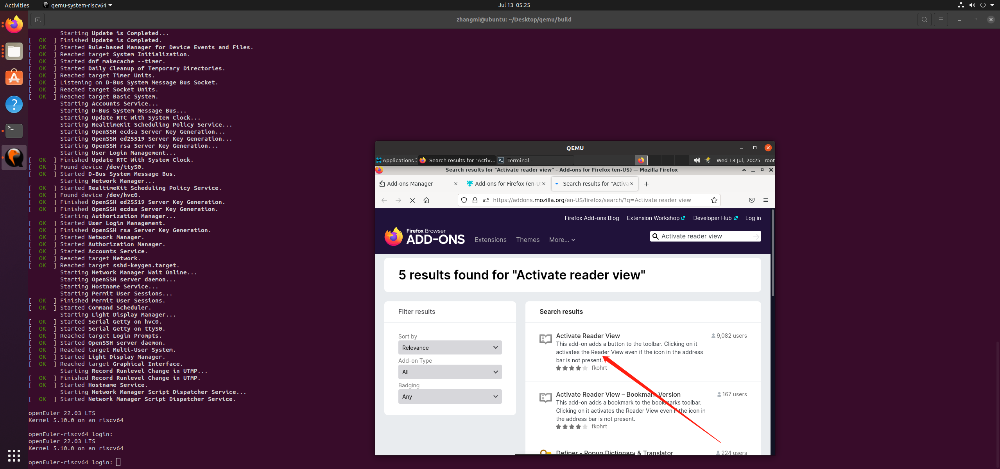 Activities
qemu-system-riscv64
Jul 13 05:25
zhangmi@ubuntu: ~/Desktop/qemu/build
Starting Update is Completed...
[ OK ] Finished Update is Completed.
[ OK ] Started Rule-based Manager for Device Events and Files.
[ OK ] Reached target System Initialization.
[ OK ] Started dnf makecache --timer.
[ OK ] Started Daily Cleanup of Temporary Directories.
[ OK ] Reached target Timer Units.
[ OK ] Listening on D-Bus System Message Bus Socket.
[ OK ] Reached target Socket Units.
[ OK ] Reached target Basic System.
Starting Accounts Service...
Starting D-Bus System Message Bus...
Starting Update RTC With System Clock...
Starting RealtimeKit Scheduling Policy Service...
Starting OpenSSH ecdsa Server Key Generation...
Starting OpenSSH ed25519 Server Key Generation...
Starting OpenSSH rsa Server Key Generation...
Starting User Login Management...
[ OK ] Finished Update RTC With System Clock.
[ OK ] Found device /dev/ttyS0.
[ OK ] Started D-Bus System Message Bus.
Starting Network Manager...
[ OK ] Started RealtimeKit Scheduling Policy Service.
[ OK ] Found device /dev/hvc0.
[ OK ] Finished OpenSSH ed25519 Server Key Generation.
[ OK ] Finished OpenSSH ecdsa Server Key Generation.
Starting Authorization Manager...
[ OK ] Started User Login Management.
[ OK ] Finished OpenSSH rsa Server Key Generation.
[ OK ] Started Network Manager.
[ OK ] Started Authorization Manager.
[ OK ] Started Accounts Service.
[ OK ] Reached target Network.
[ OK ] Reached target sshd-keygen.target.
Starting Network Manager Wait Online...
Starting OpenSSH server daemon...
Starting Hostname Service...
Starting Permit User Sessions...
[ OK ] Finished Permit User Sessions.
[ OK ] Started Command Scheduler.
Starting Light Display Manager...
[ OK ] Started Serial Getty on hvc0.
[ OK ] Started Serial Getty on ttyS0.
[ OK ] Reached target Login Prompts.
[ OK ] Started OpenSSH server daemon.
[ OK ] Reached target Multi-User System.
[ OK ] Started Light Display Manager.
[ OK ] Reached target Graphical Interface.
Starting Record Runlevel Change in UTMP...
[ OK ] Finished Record Runlevel Change in UTMP.
[ OK ] Started Hostname Service.
Starting Network Manager Script Dispatcher Service...
[ OK ] Started Network Manager Script Dispatcher Service.
openEuler 22.03 LTS
Kernel 5.10.0 on an riscv64
openEuler-riscv64 login:
openEuler 22.03 LTS
Kernel 5.10.0 on an riscv64
openEuler-riscv64 login:
QEMU
Applications
Search results for "Activ...
Terminal -
Wed 13 Jul, 20:25
root
Search results for "Activate reader view" – Add-ons for Firefox (en-US) — Mozilla Firefox
Add-ons Manager
Add-ons for Firefox (en-U
Search results for "Activa
https://addons.mozilla.org/en-US/firefox/search/?q=Activate reader view
Firefox Add-ons Blog
Extension Workshop
Developer Hub
Log in
Firefox Browser
ADD-ONS
Extensions
Themes
More...
Activate reader view
5 results found for "Activate reader view"
Filter results
Sort by
Relevance
Add-on Type
All
Badging
Any
Search results
Activate Reader View
9,082 users
This add-on adds a button to the toolbar. Clicking on it
activates the Reader View even if the icon in the address
bar is not present.
fkohrt
Activate Reader View – Bookmark Version
167 users
This add-on adds a bookmark to the bookmarks toolbar.
Clicking on it activates the Reader View even if the icon in
the address bar is not present.
fkohrt
Definer - Popup Dictionary & Translator
224 users